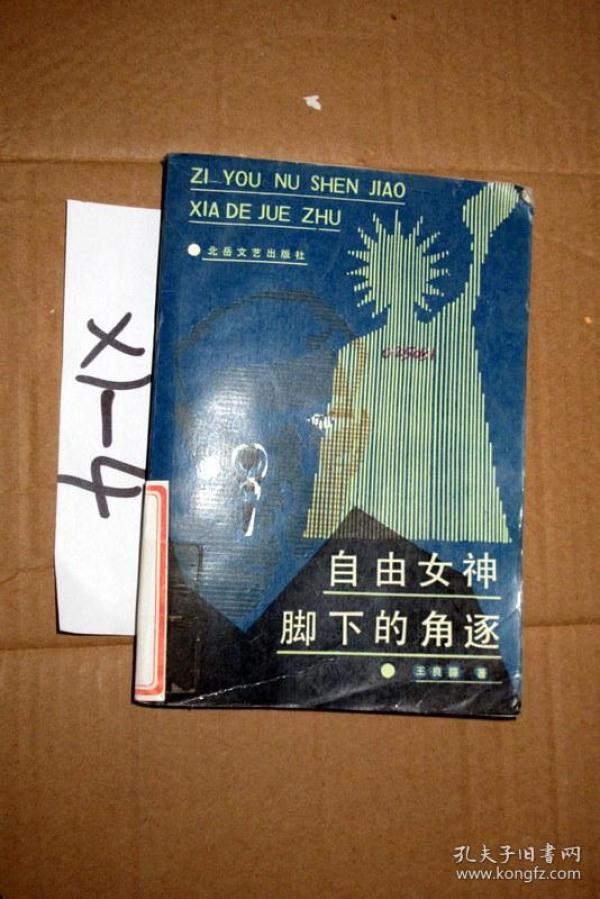 ZI YOU NU SHEN JIAO
XIA DE JUE ZHU
北岳文艺出版社
X1-4
自由女神
脚下的角逐
王良 著
孔夫子旧书网
www.kongfz.com